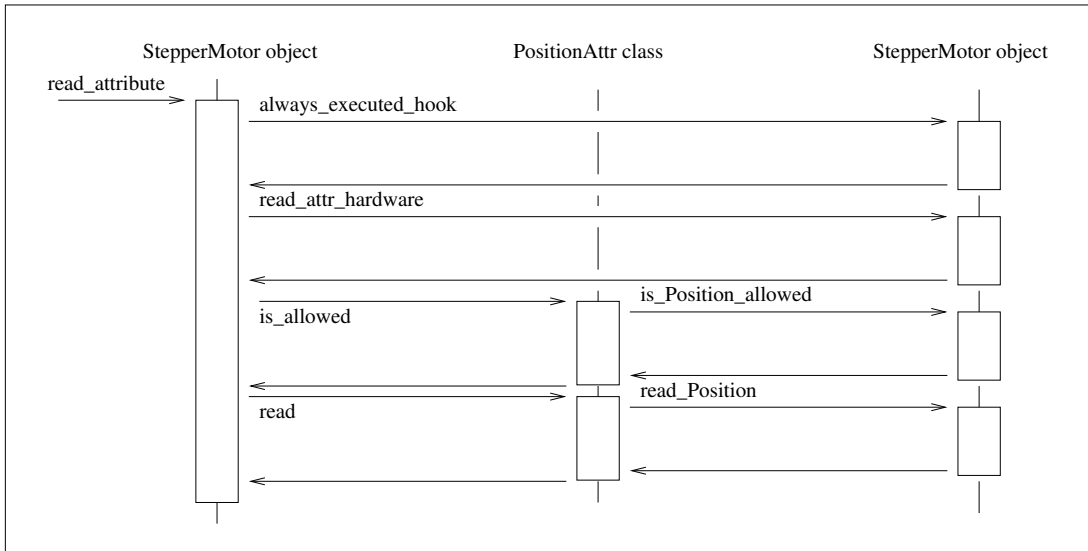 StepperMotor object
PositionAttr class
StepperMotor object
read_attribute
always_executed_hook
read_attr_hardware
is_Position_allowed
is_allowed
read_Position
read